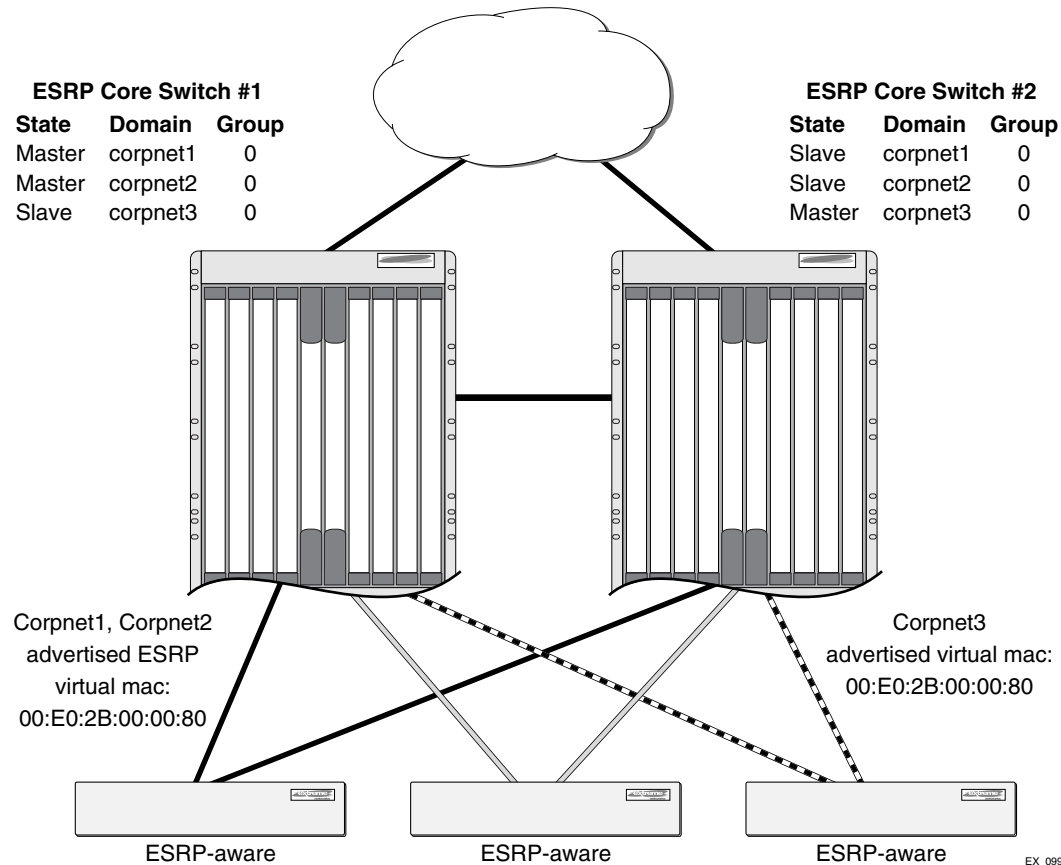 ESRP Core Switch #1
State Domain Group
Master corpnet1 0
Master corpnet2 0
Slave corpnet3 0
ESRP Core Switch #2
State Domain Group
Slave corpnet1 0
Slave corpnet2 0
Master corpnet3 0
Corpnet1, Corpnet2
advertised ESRP
virtual mac:
00:E0:2B:00:00:80
Corpnet3
advertised virtual mac:
00:E0:2B:00:00:80
ESRP-aware
ESRP-aware
ESRP-aware